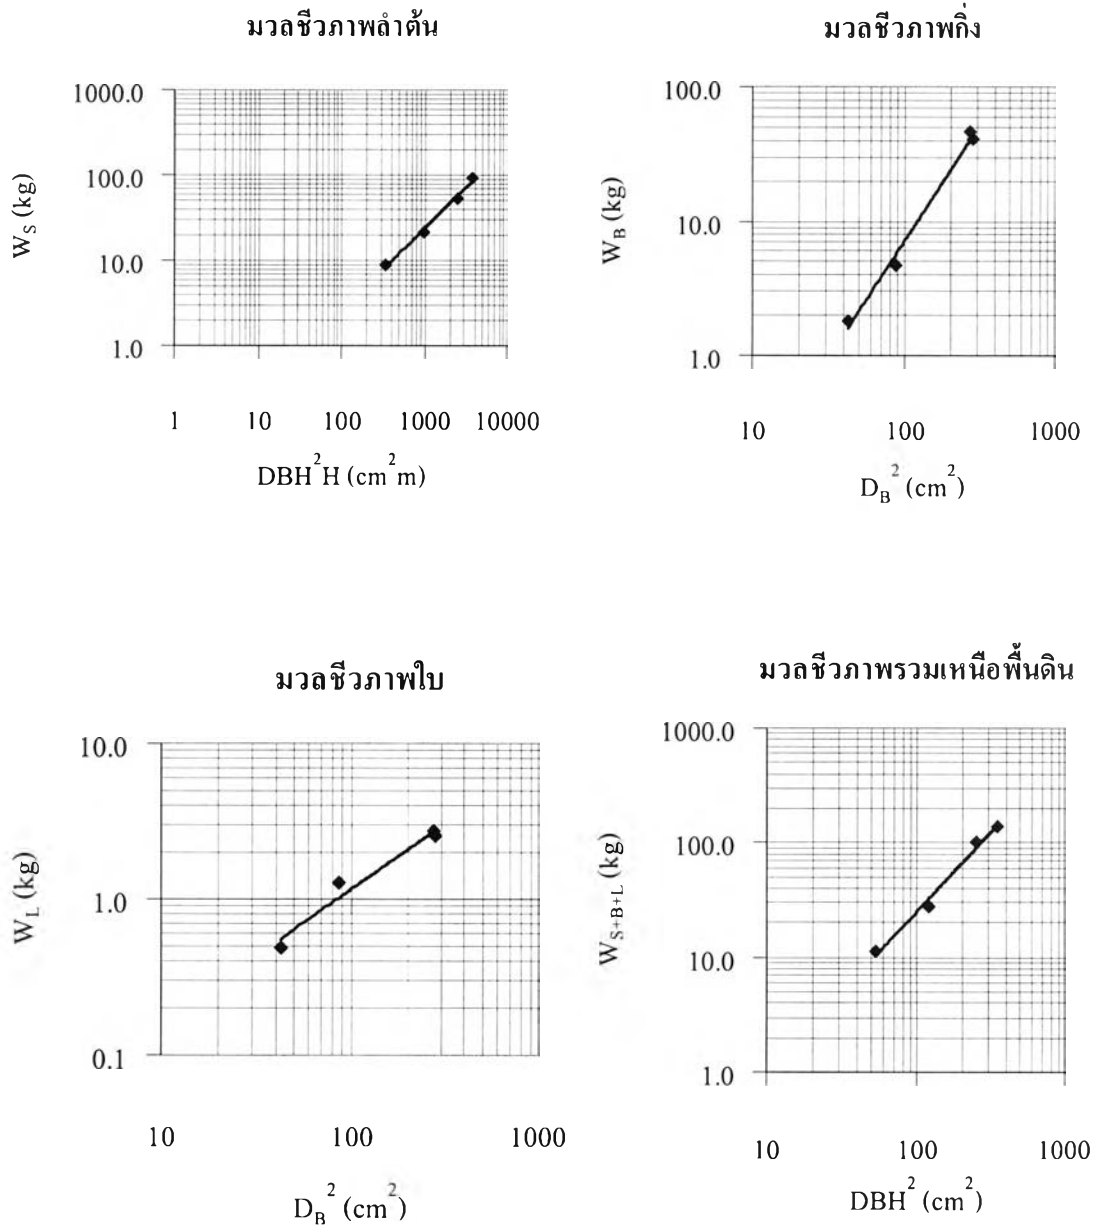 มวลชีวภาพลำต้น
1000.0
100.0
10.0
1.0
W_S (kg)
1 10 100 1000 10000
DBH²H (cm²m)
มวลชีวภาพกิ่ง
100.0
10.0
1.0
W_B (kg)
10 100 1000
D_B² (cm²)
มวลชีวภาพใบ
10.0
1.0
0.1
W_L (kg)
10 100 1000
D_B² (cm²)
มวลชีวภาพรวมเหนือพื้นดิน
1000.0
100.0
10.0
1.0
W_{S+B+L} (kg)
10 100 1000
DBH² (cm²)